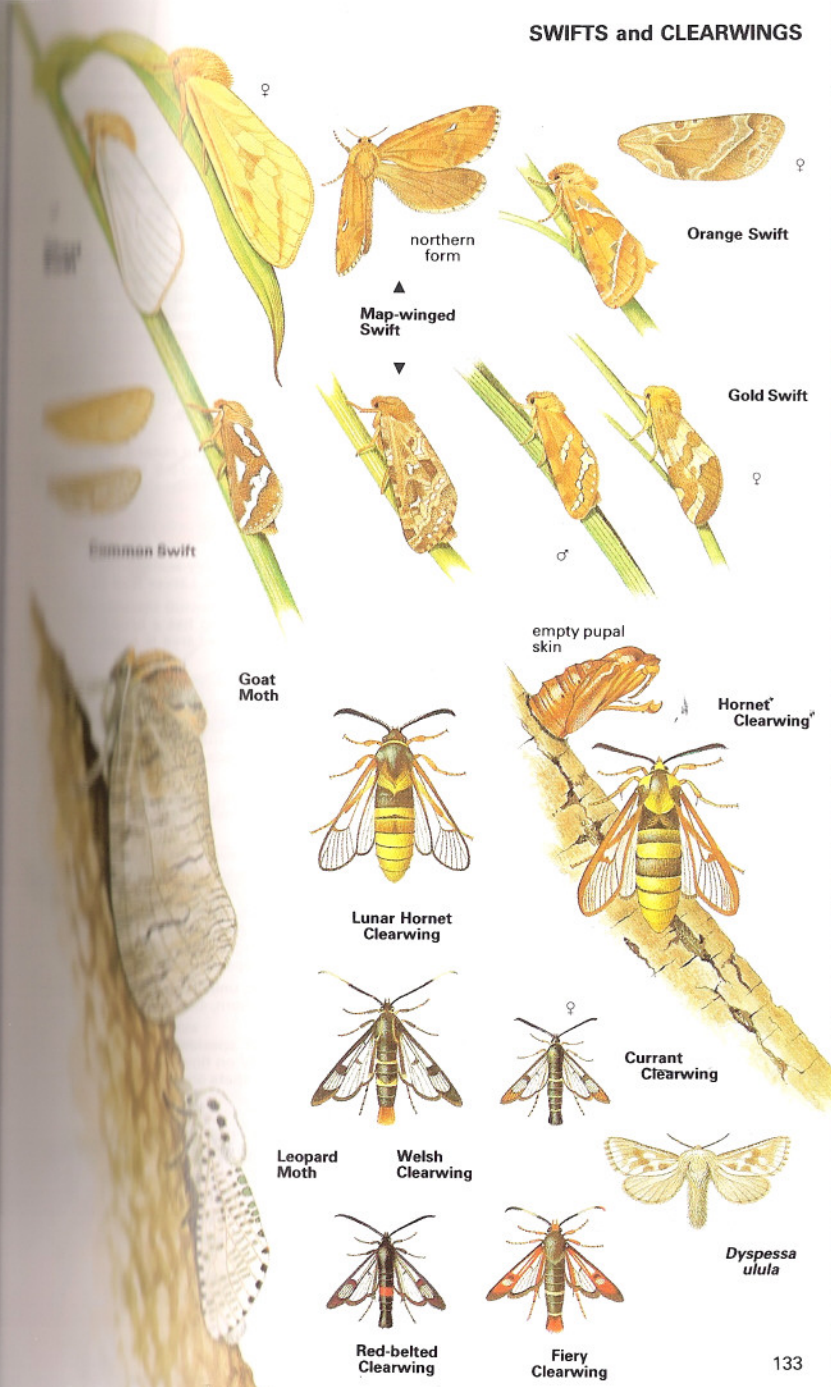 SWIFTS and CLEARWINGS
♀
♀
northern
form
Orange Swift
▲
Map-winged
Swift
▼
Gold Swift
♀
Common Swift
♂
empty pupal
skin
Goat
Moth
Hornet
Clearwing
Lunar Hornet
Clearwing
♀
Currant
Clearwing
Leopard
Moth
Welsh
Clearwing
Dyspessa
ulula
Red-belted
Clearwing
Fiery
Clearwing
133